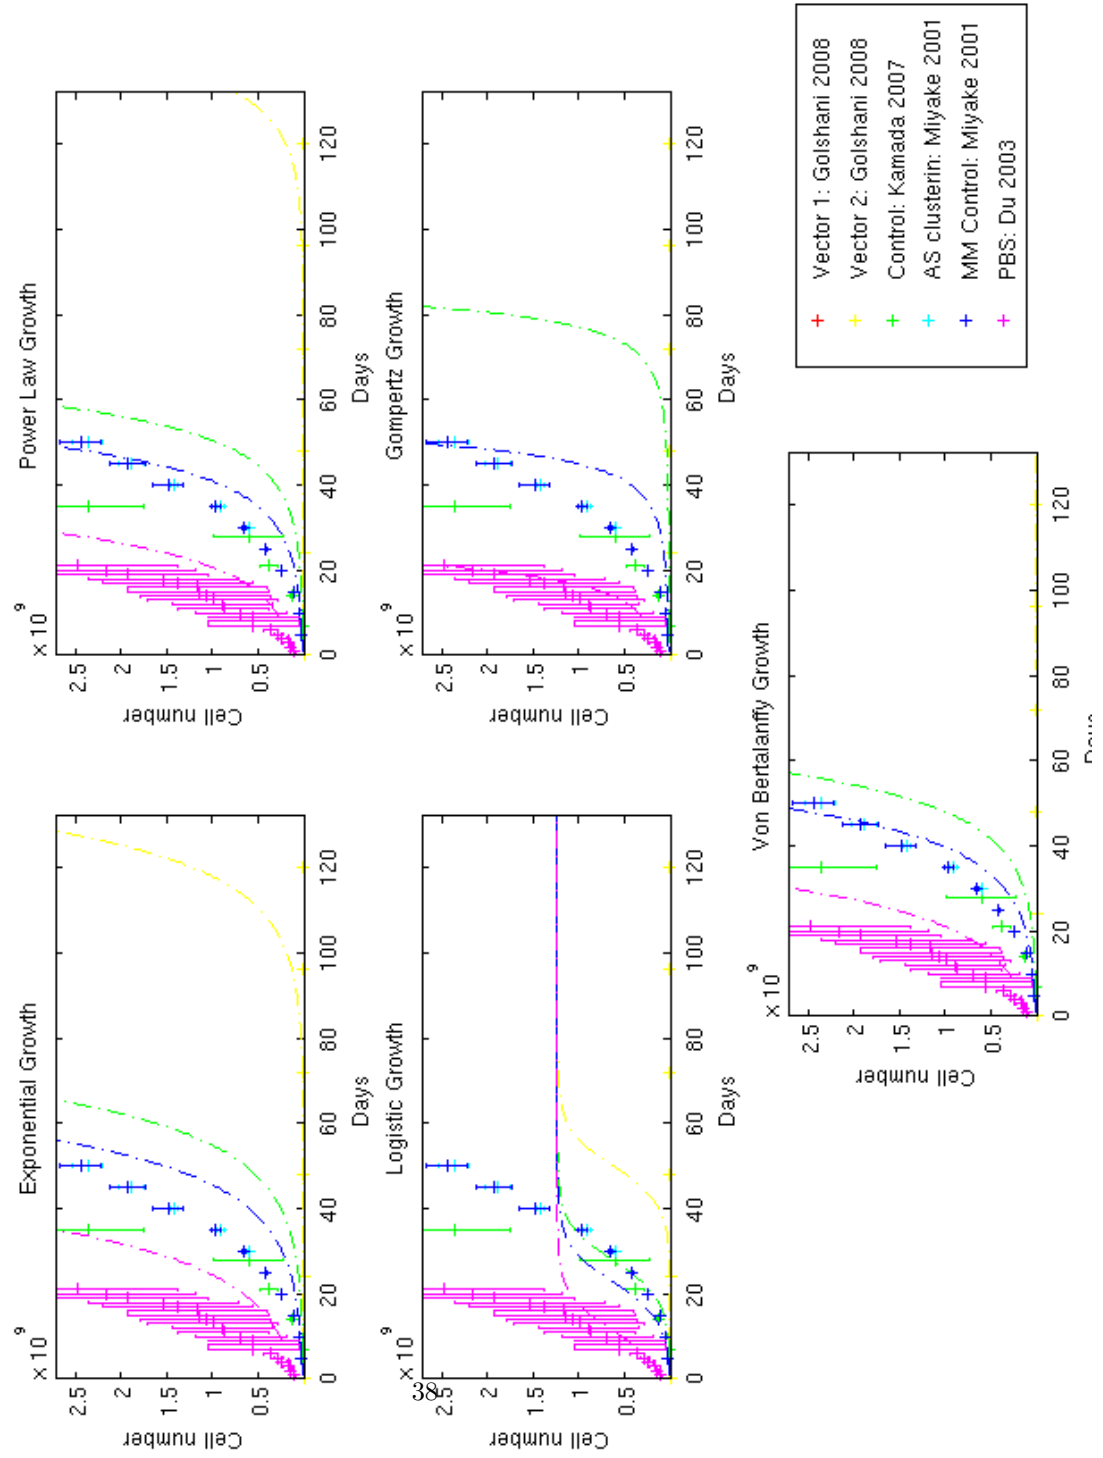 Exponential Growth
x 10
9
2.5
2
1.5
1
0.5
Cell number
0
20
40
60
80
100
120
Days
Power Law Growth
x 10
9
2.5
2
1.5
1
0.5
Cell number
0
20
40
60
80
100
120
Days
Logistic Growth
x 10
9
2.5
2
1.5
1
0.5
Cell number
0
20
40
60
80
100
120
Days
Gompertz Growth
x 10
9
2.5
2
1.5
1
0.5
Cell number
0
20
40
60
80
100
120
Days
Von Bertalanffy Growth
x 10
9
2.5
2
1.5
1
0.5
Cell number
0
20
40
60
80
100
120
Days
Vector 1: Golshani 2008
Vector 2: Golshani 2008
Control: Kamada 2007
AS clusterin: Miyake 2001
MM Control: Miyake 2001
PBS: Du 2003
38